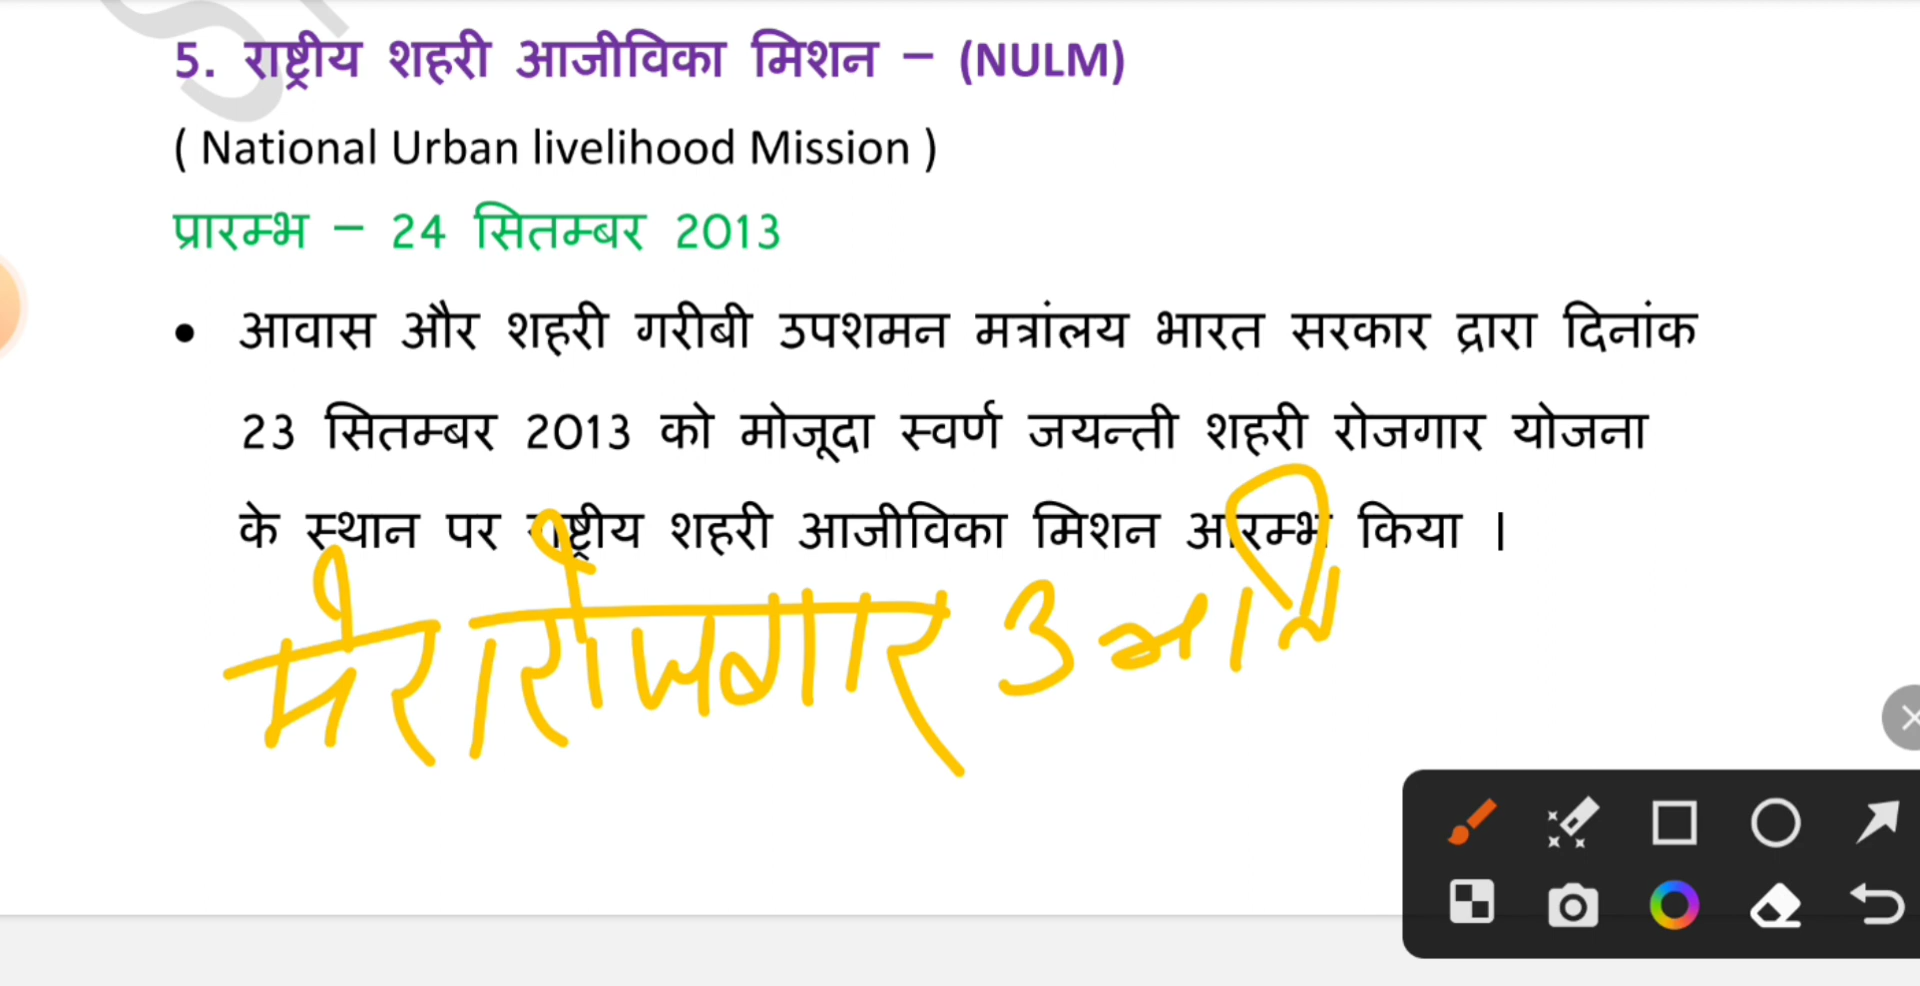 5. राष्ट्रीय शहरी आजीविका मिशन – (NULM)
( National Urban livelihood Mission )
प्रारम्भ – 24 सितम्बर 2013
• आवास और शहरी गरीबी उपशमन मत्रांलय भारत सरकार द्रारा दिनांक
23 सितम्बर 2013 को मोजूदा स्वर्ण जयन्ती शहरी रोजगार योजना
के स्थान पर राष्ट्रीय शहरी आजीविका मिशन आरम्भ किया ।
मेरा रोजगार